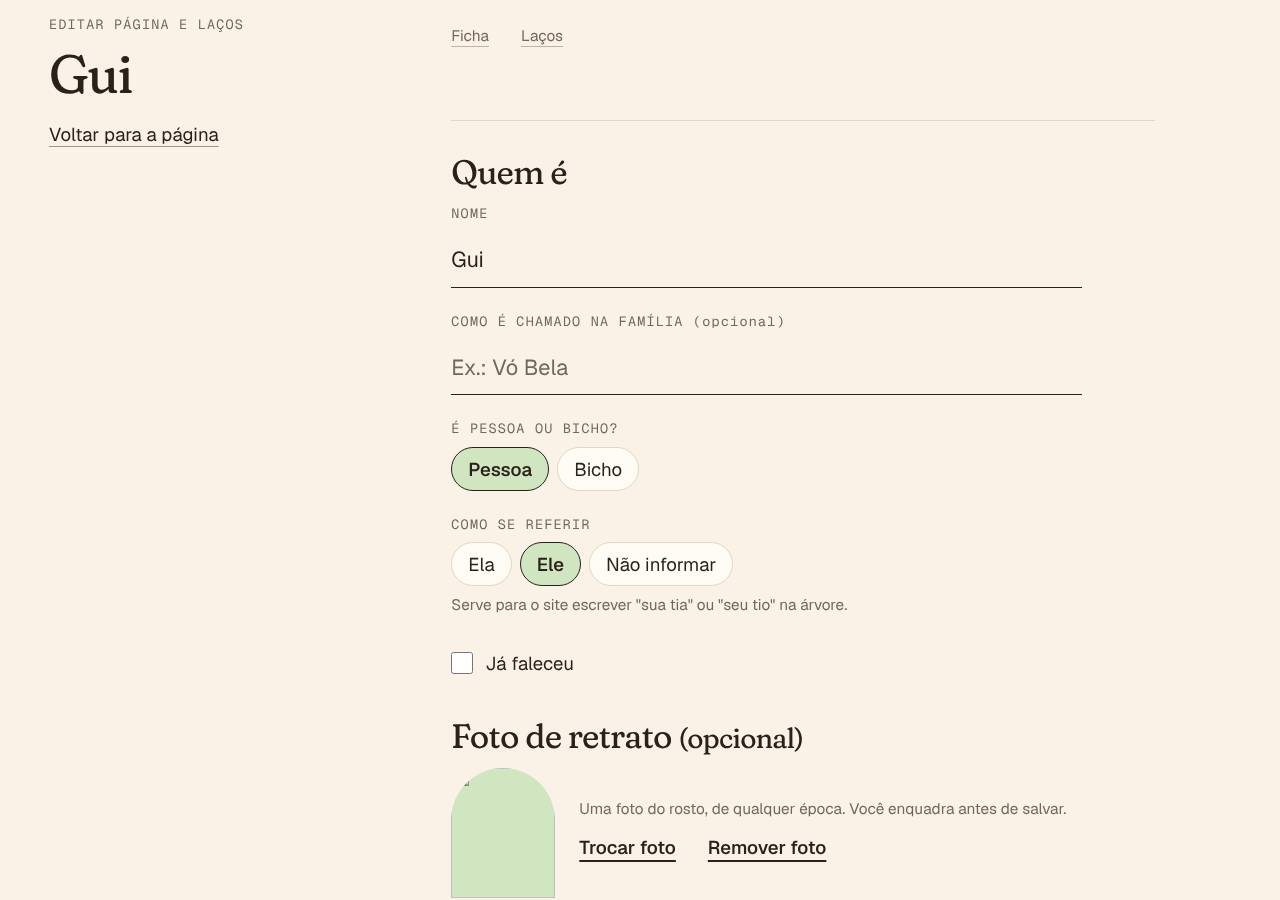 EDITAR PÁGINA E LAÇOS
Gui
Voltar para a página
Ficha Laços
Quem é
NOME
Gui
COMO É CHAMADO NA FAMÍLIA (opcional)
Ex.: Vó Bela
É PESSOA OU BICHO?
Pessoa Bicho
COMO SE REFERIR
Ela Ele Não informar
Serve para o site escrever "sua tia" ou "seu tio" na árvore.
Já faleceu
Foto de retrato (opcional)
Uma foto do rosto, de qualquer época. Você enquadra antes de salvar.
Trocar foto Remover foto